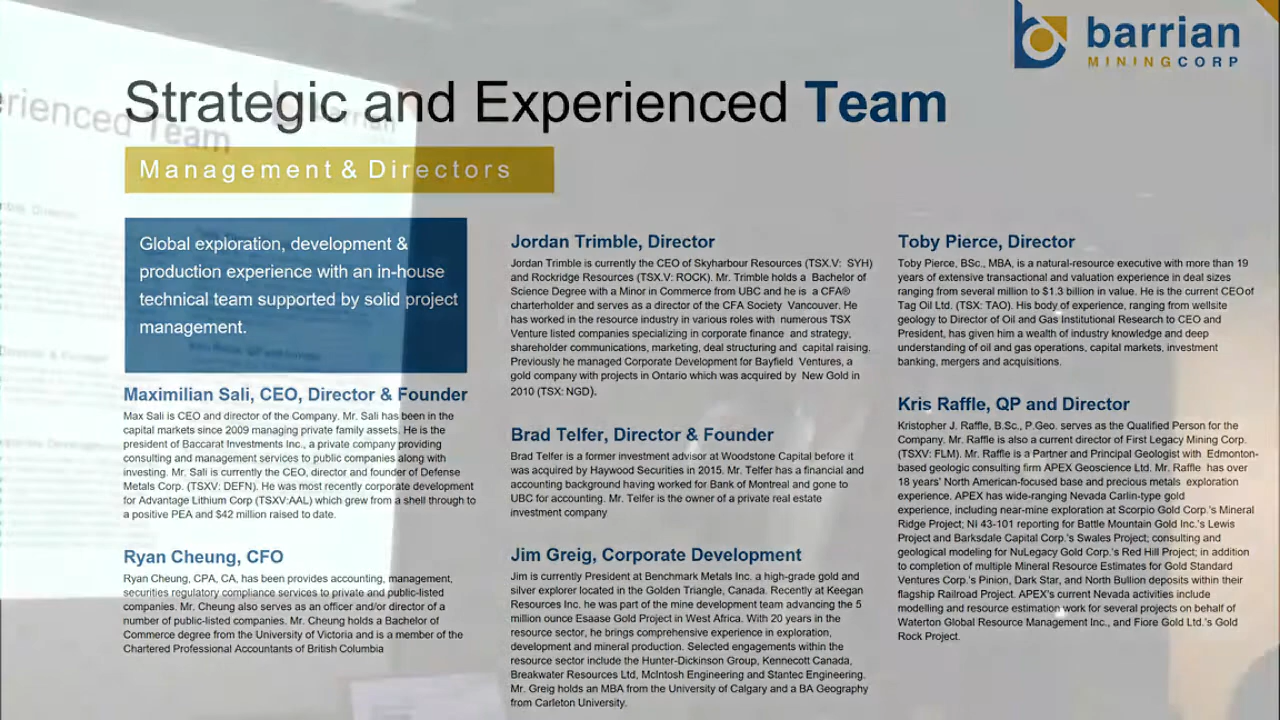 barrian
MININGCORP
Strategic and Experienced Team
Management & Directors
Global exploration, development &
production experience with an in-house
technical team supported by solid project
management.
Maximilian Sali, CEO, Director & Founder
Max Sali is CEO and director of the Company. Mr. Sali has been in the
capital markets since 2009 managing private family assets. He is the
president of Baccarat Investments Inc., a private company providing
consulting and management services to public companies along with
investing. Mr. Sali is currently the CEO, director and founder of Defense
Metals Corp. (TSXV: DEFN). He was most recently corporate development
for Advantage Lithium Corp (TSXV:AAL) which grew from a shell through to
a positive PEA and $42 million raised to date.
Ryan Cheung, CFO
Ryan Cheung, CPA, CA, has been provides accounting, management,
securities regulatory compliance services to private and public-listed
companies. Mr. Cheung also serves as an officer and/or director of a
number of public-listed companies. Mr. Cheung holds a Bachelor of
Commerce degree from the University of Victoria and is a member of the
Chartered Professional Accountants of British Columbia
Jordan Trimble, Director
Jordan Trimble is currently the CEO of Skyharbour Resources (TSX.V: SYH)
and Rockridge Resources (TSX.V: ROCK). Mr. Trimble holds a Bachelor of
Science Degree with a Minor in Commerce from UBC and he is a CFA®
charterholder and serves as a director of the CFA Society Vancouver. He
has worked in the resource industry in various roles with numerous TSX
Venture listed companies specializing in corporate finance and strategy,
shareholder communications, marketing, deal structuring and capital raising.
Previously he managed Corporate Development for Bayfield Ventures, a
gold company with projects in Ontario which was acquired by New Gold in
2010 (TSX: NGD).
Brad Telfer, Director & Founder
Brad Telfer is a former investment advisor at Woodstone Capital before it
was acquired by Haywood Securities in 2015. Mr. Telfer has a financial and
accounting background having worked for Bank of Montreal and gone to
UBC for accounting. Mr. Telfer is the owner of a private real estate
investment company
Jim Greig, Corporate Development
Jim is currently President at Benchmark Metals Inc. a high-grade gold and
silver explorer located in the Golden Triangle, Canada. Recently at Keegan
Resources Inc. he was part of the mine development team advancing the 5
million ounce Esaase Gold Project in West Africa. With 20 years in the
resource sector, he brings comprehensive experience in exploration,
development and mineral production. Selected engagements within the
resource sector include the Hunter-Dickinson Group, Kennecott Canada,
Breakwater Resources Ltd, McIntosh Engineering and Stantec Engineering.
Mr. Greig holds an MBA from the University of Calgary and a BA Geography
from Carleton University.
Toby Pierce, Director
Toby Pierce, BSc., MBA, is a natural-resource executive with more than 19
years of extensive transactional and valuation experience in deal sizes
ranging from several million to $1.3 billion in value. He is the current CEO of
Tag Oil Ltd. (TSX: TAO). His body of experience, ranging from wellsite
geology to Director of Oil and Gas Institutional Research to CEO and
President, has given him a wealth of industry knowledge and deep
understanding of oil and gas operations, capital markets, investment
banking, mergers and acquisitions.
Kris Raffle, QP and Director
Kristopher J. Raffle, B.Sc., P.Geo. serves as the Qualified Person for the
Company. Mr. Raffle is also a current director of First Legacy Mining Corp.
(TSXV: FLM). Mr. Raffle is a Partner and Principal Geologist with Edmonton-
based geologic consulting firm APEX Geoscience Ltd. Mr. Raffle has over
18 years' North American-focused base and precious metals exploration
experience. APEX has wide-ranging Nevada Carlin-type gold
experience, including near-mine exploration at Scorpio Gold Corp.'s Mineral
Ridge Project; NI 43-101 reporting for Battle Mountain Gold Inc.'s Lewis
Project and Barksdale Capital Corp.'s Swales Project; consulting and
geological modeling for NuLegacy Gold Corp.'s Red Hill Project; in addition
to completion of multiple Mineral Resource Estimates for Gold Standard
Ventures Corp.'s Pinion, Dark Star, and North Bullion deposits within their
flagship Railroad Project. APEX's current Nevada activities include
modelling and resource estimation work for several projects on behalf of
Waterton Global Resource Management Inc., and Fiore Gold Ltd.'s Gold
Rock Project.